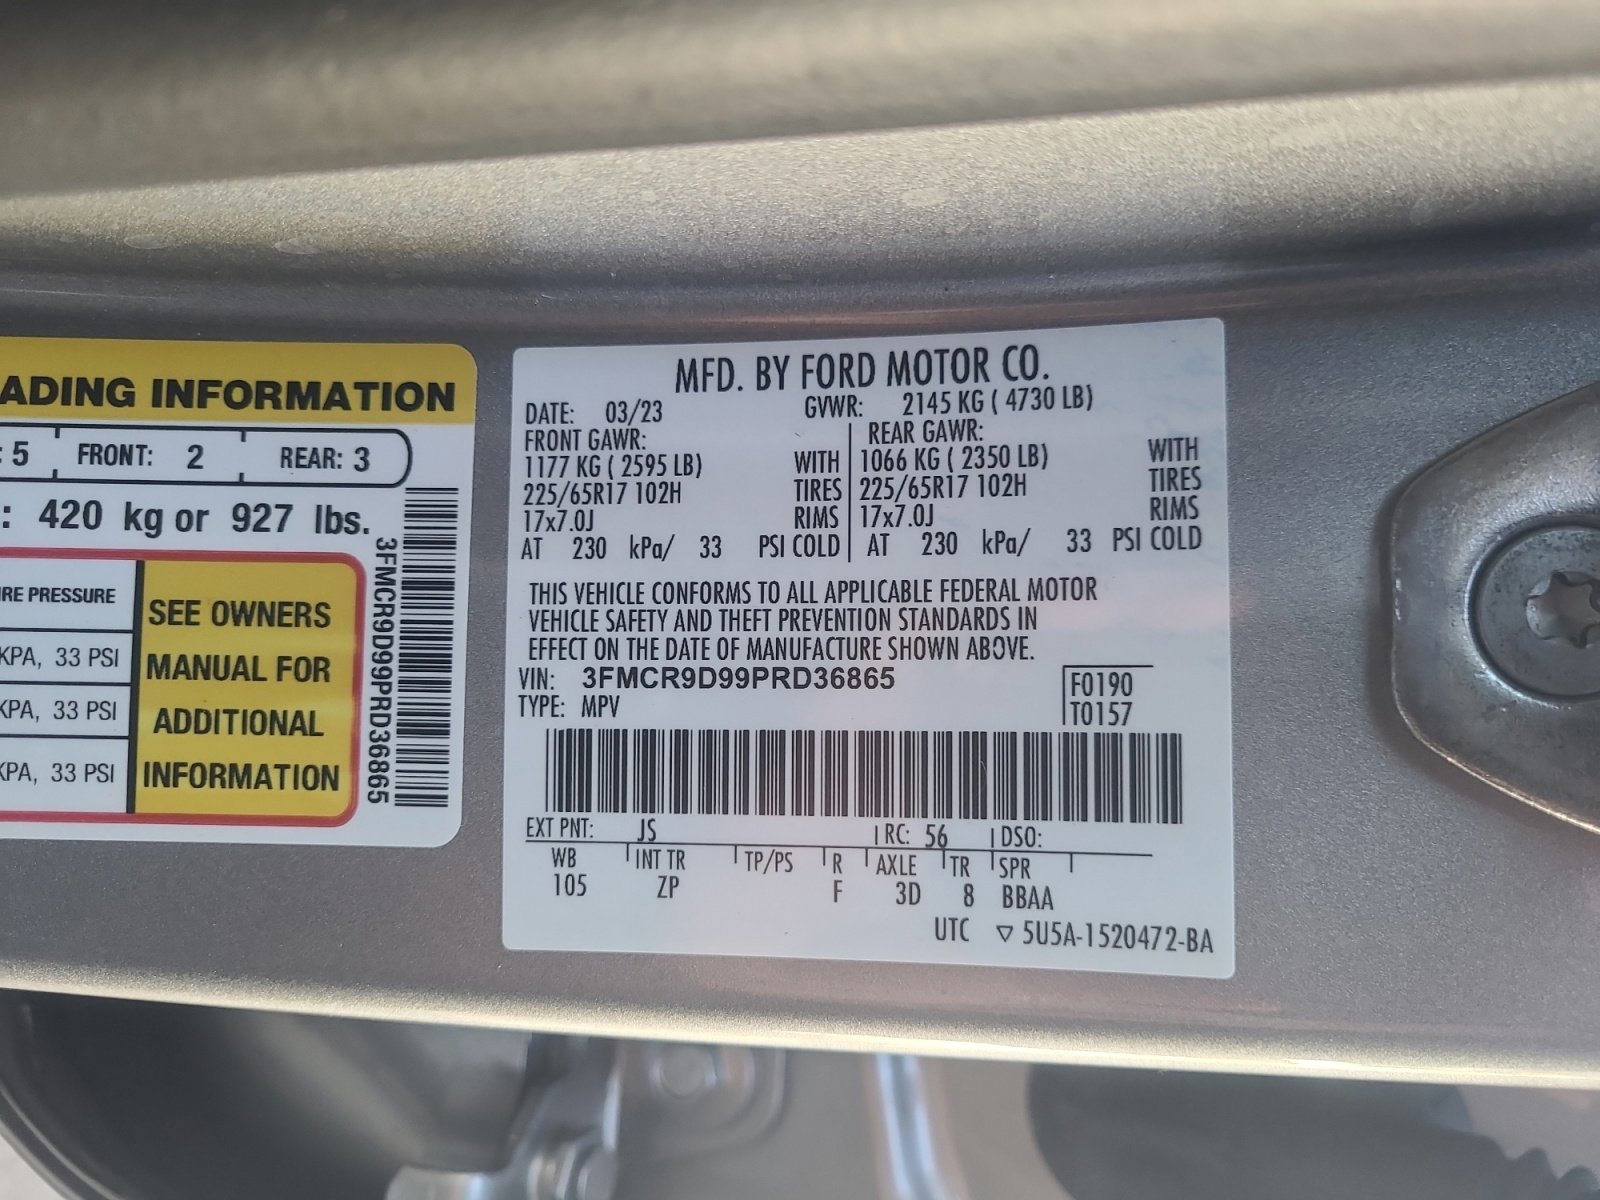 ADING INFORMATION
: 5 FRONT: 2 REAR: 3
: 420 kg or 927 lbs.
RE PRESSURE
KPA, 33 PSI
KPA, 33 PSI
KPA, 33 PSI
SEE OWNERS
MANUAL FOR
ADDITIONAL
INFORMATION
3FMCR9D99PRD36865
MFD. BY FORD MOTOR CO.
DATE: 03/23 GVWR: 2145 KG ( 4730 LB)
FRONT GAWR: REAR GAWR:
1177 KG ( 2595 LB) WITH 1066 KG ( 2350 LB) WITH
225/65R17 102H TIRES 225/65R17 102H TIRES
17x7.0J RIMS 17x7.0J RIMS
AT 230 kPa/ 33 PSI COLD AT 230 kPa/ 33 PSI COLD
THIS VEHICLE CONFORMS TO ALL APPLICABLE FEDERAL MOTOR
VEHICLE SAFETY AND THEFT PREVENTION STANDARDS IN
EFFECT ON THE DATE OF MANUFACTURE SHOWN ABOVE.
VIN: 3FMCR9D99PRD36865
TYPE: MPV
F0190
T0157
EXT PNT: JS RC: 56 DSO:
WB INT TR TP/PS R AXLE TR SPR
105 ZP F 3D 8 BBAA
UTC ▽ 5U5A-1520472-BA